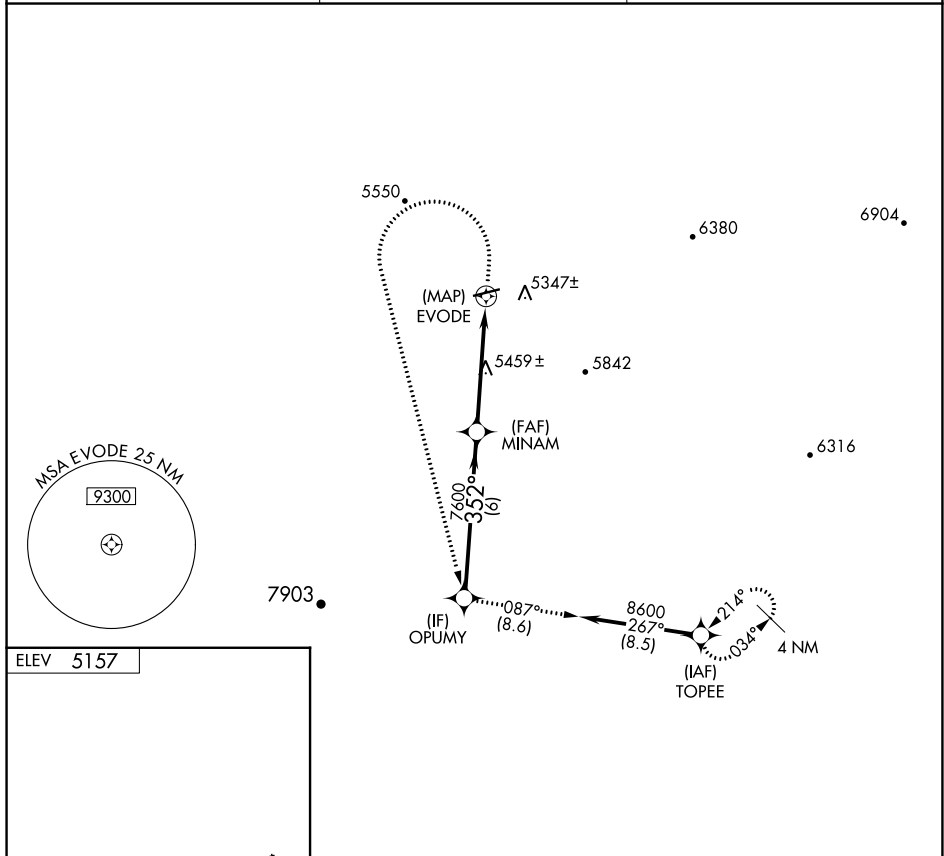 5550
6380
6904
(MAP)
EVODE
5347±
5459±
5842
(FAF)
MINAM
6316
MSA EVODE 25 NM
9300
7600
352°
(6)
7903
(IF)
OPUMY
087°
(8.6)
8600
267°
(8.5)
214°
034°
4 NM
(IAF)
TOPEE
ELEV 5157